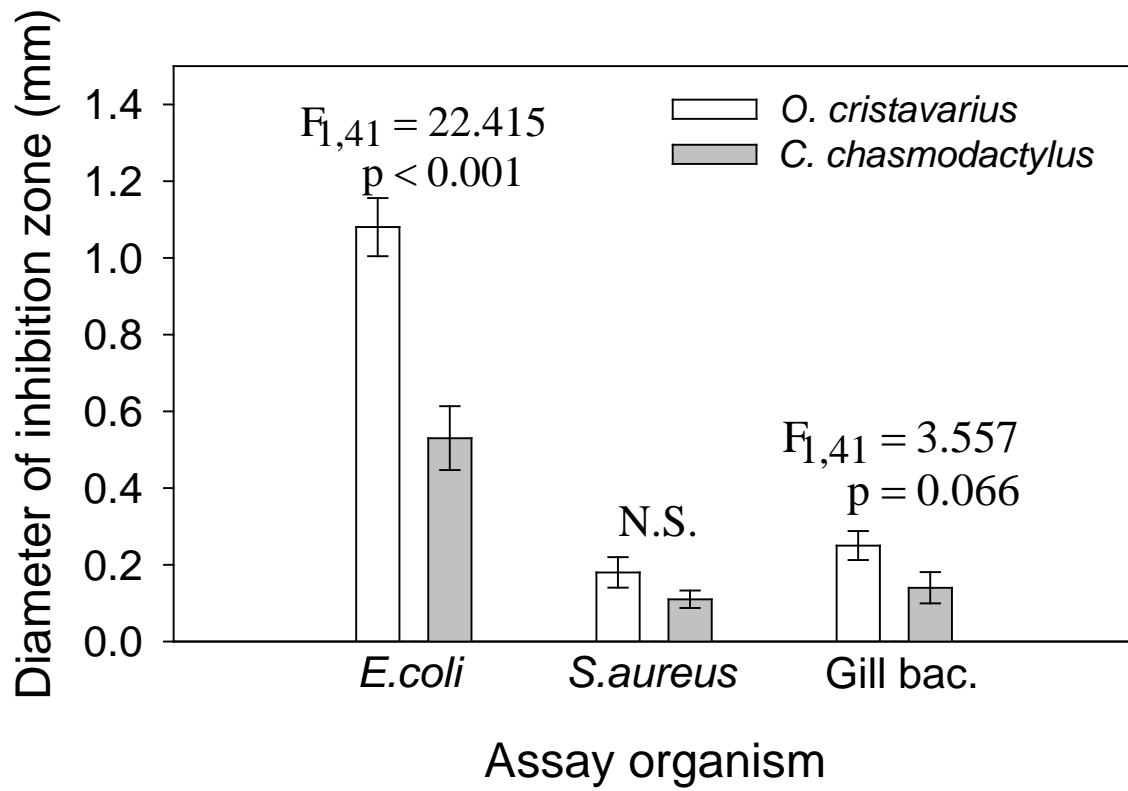 Diameter of inhibition zone (mm)
1.4
1.2
1.0
0.8
0.6
0.4
0.2
0.0
F1,41 = 22.415
p < 0.001
O. cristavarius
C. chasmodactylus
N.S.
F1,41 = 3.557
p = 0.066
E.coli S.aureus Gill bac.
Assay organism